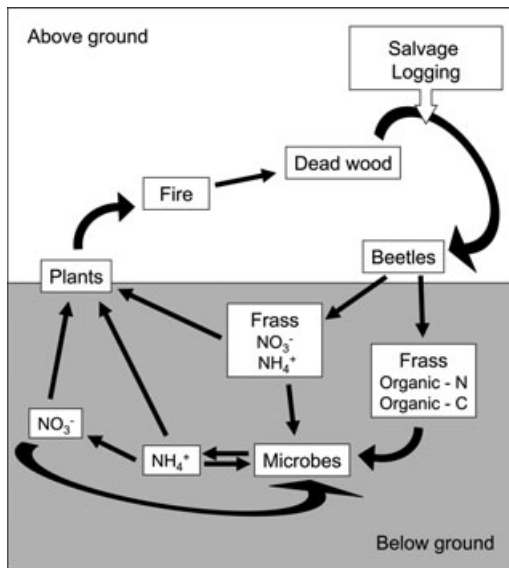 Above ground
Salvage
Logging
Dead wood
Fire
Beetles
Plants
Frass
NO₃⁻
NH₄⁺
Frass
Organic - N
Organic - C
NO₃⁻
NH₄⁺
Microbes
Below ground